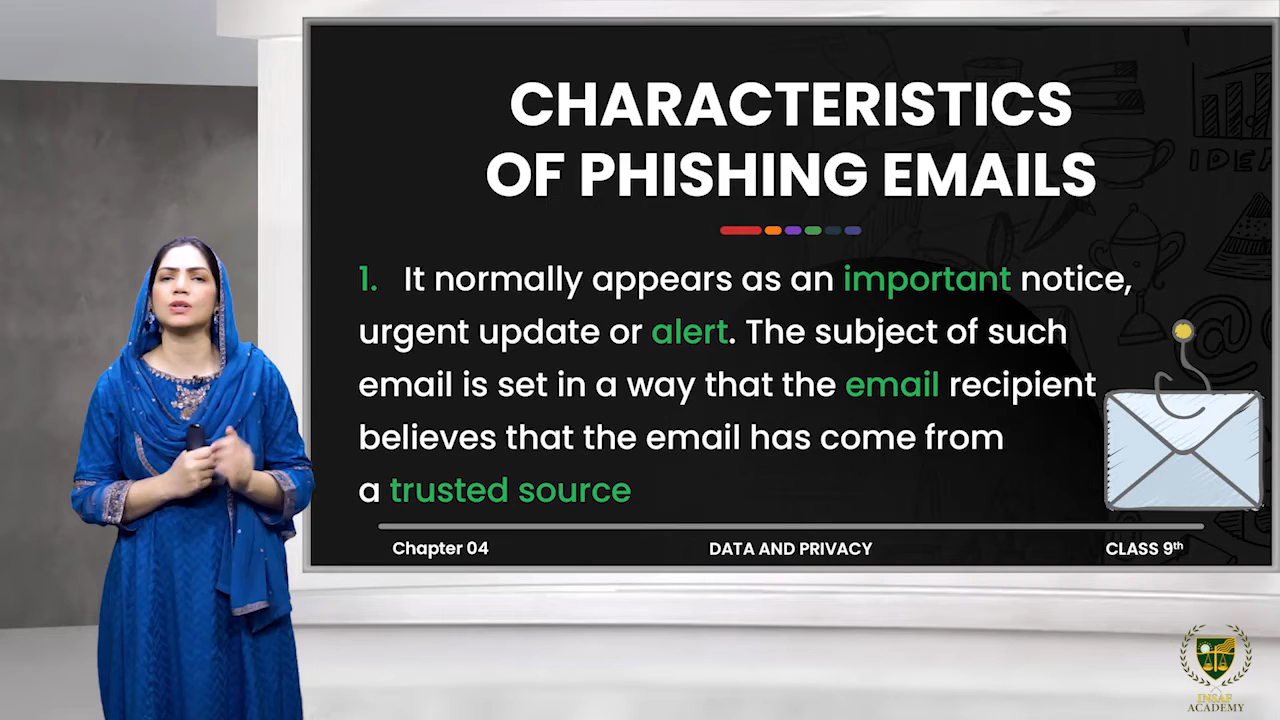 CHARACTERISTICS
OF PHISHING EMAILS
1. It normally appears as an important notice,
urgent update or alert. The subject of such
email is set in a way that the email recipient
believes that the email has come from
a trusted source
Chapter 04
DATA AND PRIVACY
CLASS 9th
IDEA
INSAF
ACADEMY